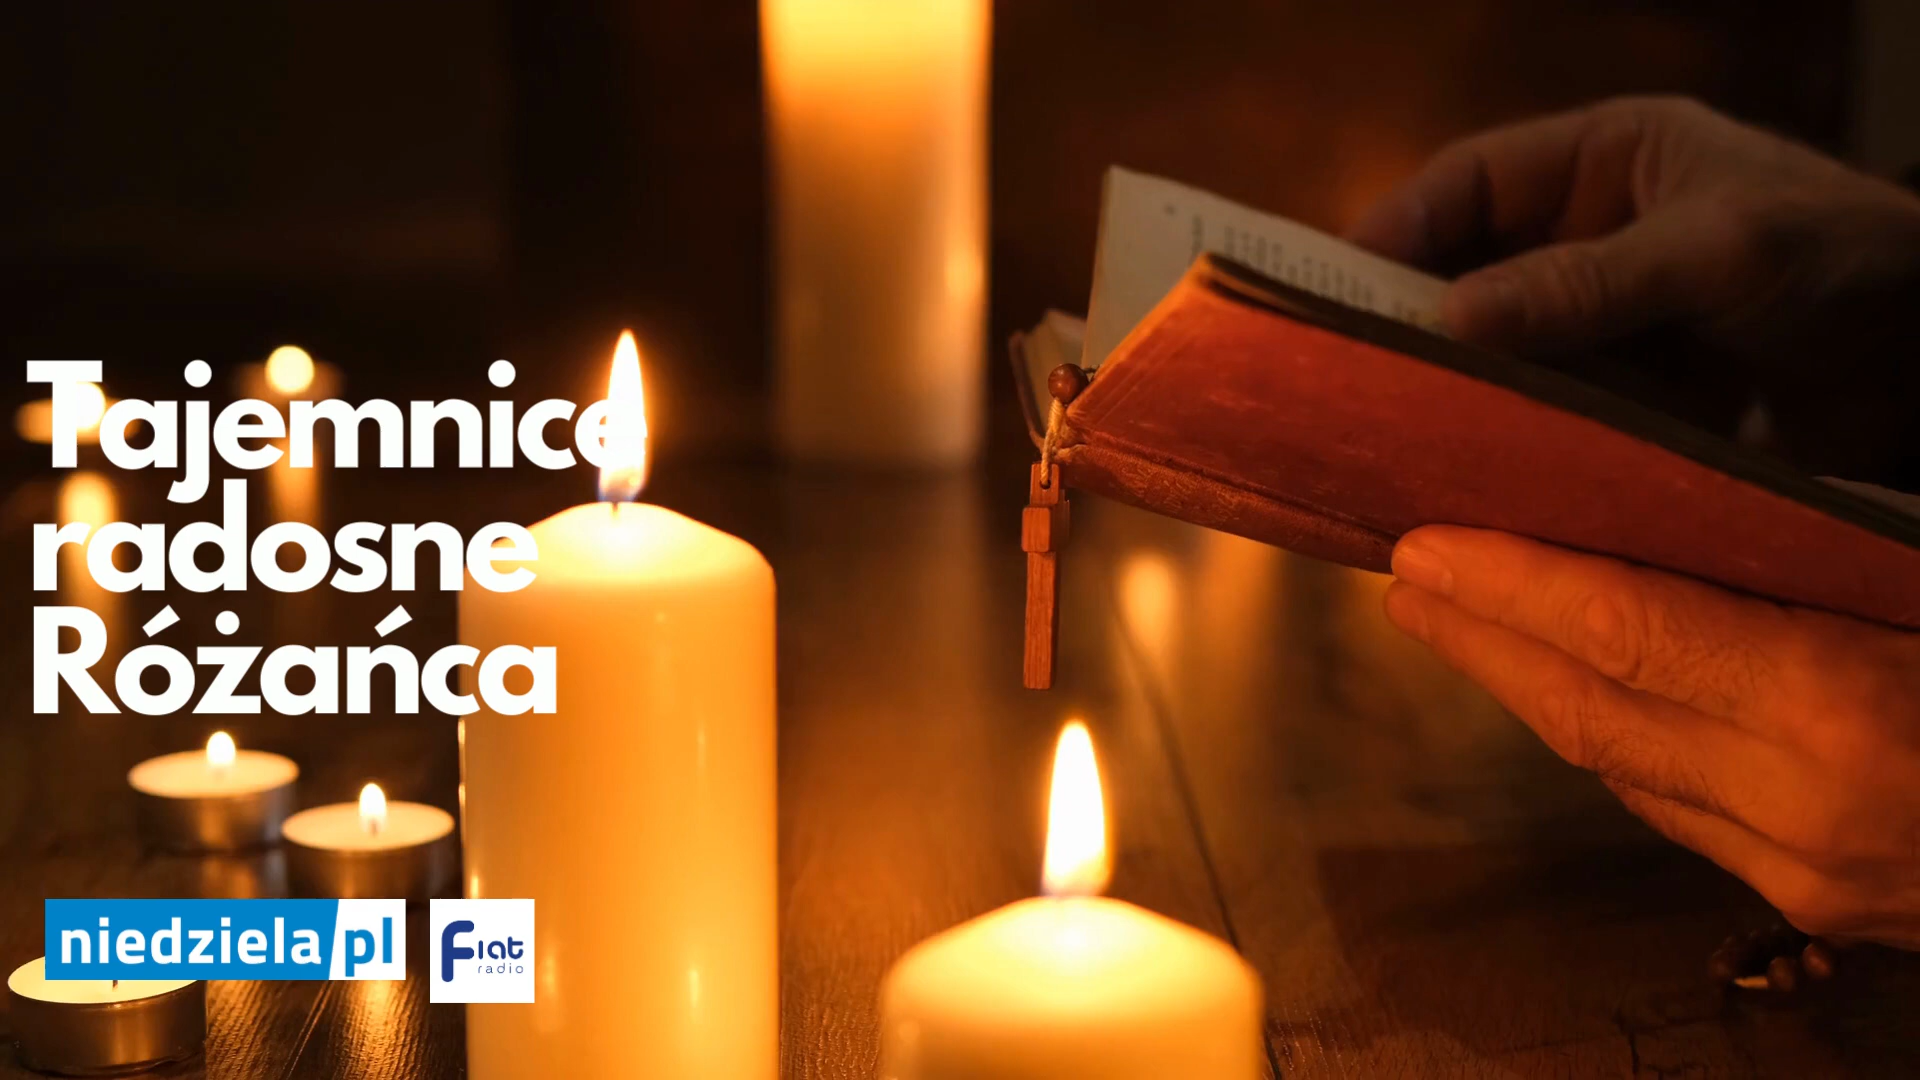 Tajemnice
radosne
Różańca
niedziela/pl
Fiat
radio